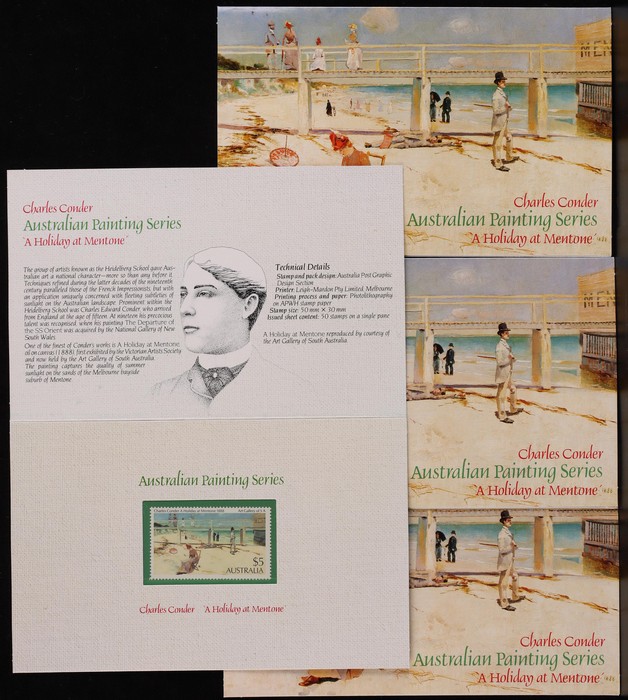 MEN
Charles Conder
Australian Painting Series
'A Holiday at Mentone'
Charles Conder
Australian Painting Series
'A Holiday at Mentone'
The group of artists known as the Heidelberg School gave Aus-
tralian art a national character—more so than any before it.
Techniques refined during the latter decades of the nineteenth
century paralleled those of the French Impressionists but with
an application uniquely concerned with fleeting subtleties of
sunlight on the Australian landscape. Prominent within the
Heidelberg School was Charles Edward Conder, who arrived
from England at the age of fifteen. At nineteen his precocious
talent was recognised when his painting The Departure of
the SS Orient was acquired by the National Gallery of New
South Wales.
One of the finest of Conder's works is A Holiday at Mentone,
oil on canvas (1888), first exhibited by the Victorian Artists Society
and now held by the Art Gallery of South Australia.
The painting captures the quality of summer
sunlight on the sands of the Melbourne bayside
suburb of Mentone.
Technical Details
Stamp and pack design: Australia Post Graphic
Design Section
Printer: Leigh-Mardon Pty Limited, Melbourne
Printing process and paper: Photolithography
on APWH stamp paper
Stamp size: 50 mm × 30 mm
Issued sheet content: 50 stamps on a single pane
A Holiday at Mentone reproduced by courtesy of
the Art Gallery of South Australia.
Australian Painting Series
$5
AUSTRALIA
Charles Conder 'A Holiday at Mentone'
MEN
Charles Conder
Australian Painting Series
'A Holiday at Mentone'
Charles Conder
Australian Painting Series
'A Holiday at Mentone'